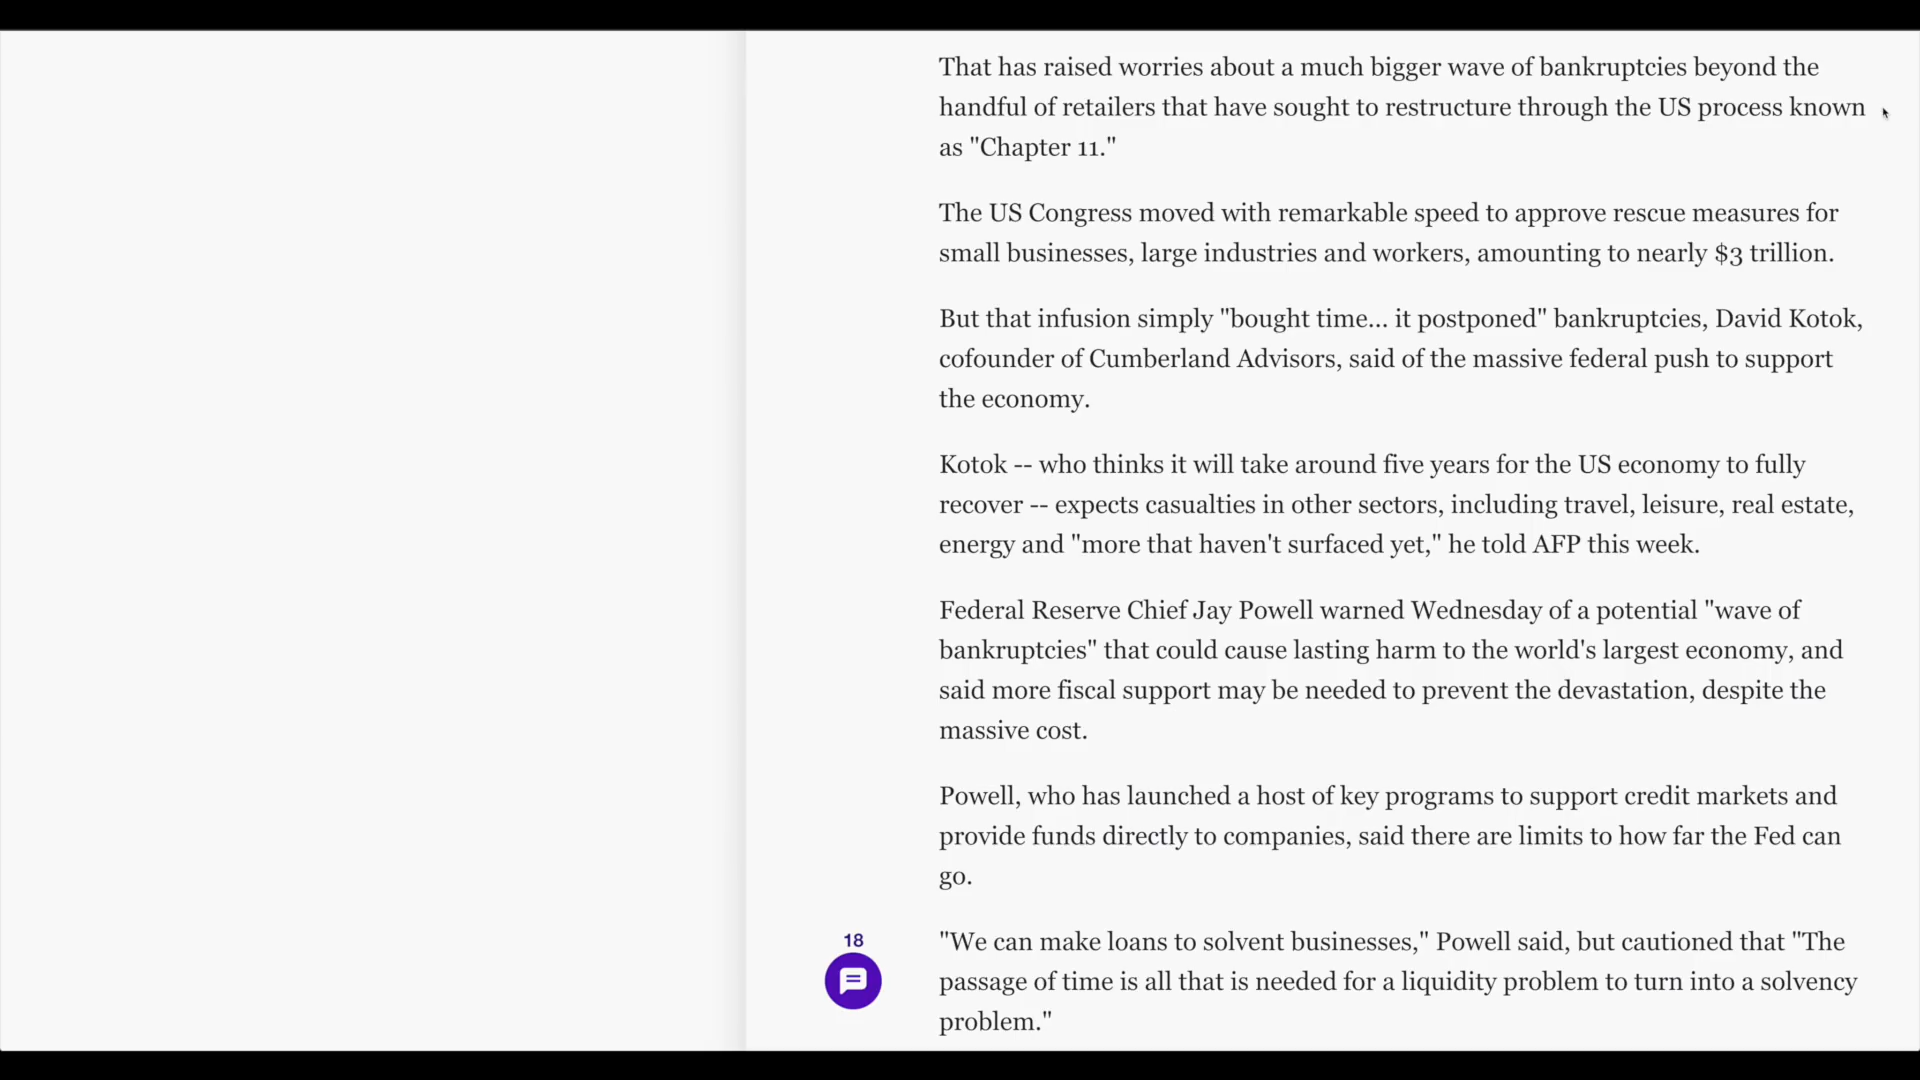 That has raised worries about a much bigger wave of bankruptcies beyond the
handful of retailers that have sought to restructure through the US process known
as "Chapter 11."
The US Congress moved with remarkable speed to approve rescue measures for
small businesses, large industries and workers, amounting to nearly $3 trillion.
But that infusion simply "bought time... it postponed" bankruptcies, David Kotok,
cofounder of Cumberland Advisors, said of the massive federal push to support
the economy.
Kotok -- who thinks it will take around five years for the US economy to fully
recover -- expects casualties in other sectors, including travel, leisure, real estate,
energy and "more that haven't surfaced yet," he told AFP this week.
Federal Reserve Chief Jay Powell warned Wednesday of a potential "wave of
bankruptcies" that could cause lasting harm to the world's largest economy, and
said more fiscal support may be needed to prevent the devastation, despite the
massive cost.
Powell, who has launched a host of key programs to support credit markets and
provide funds directly to companies, said there are limits to how far the Fed can
go.
18
"We can make loans to solvent businesses," Powell said, but cautioned that "The
passage of time is all that is needed for a liquidity problem to turn into a solvency
problem."